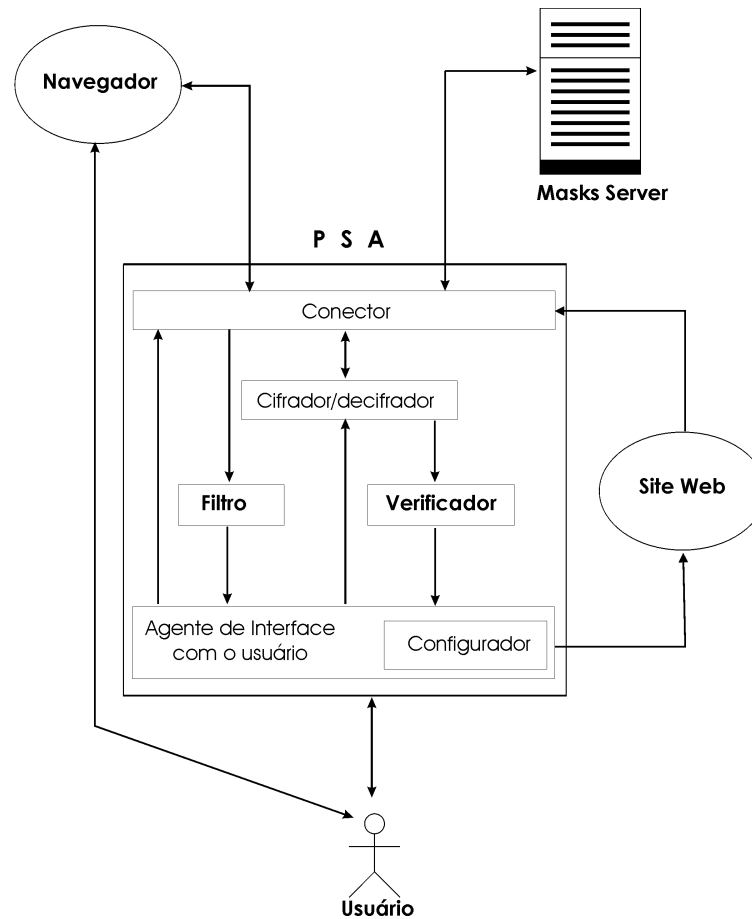 Navegador
Masks Server
P S A
Conector
Cifrador/decifrador
Filtro
Verificador
Site Web
Agente de Interface
com o usuário
Configurador
Usuário